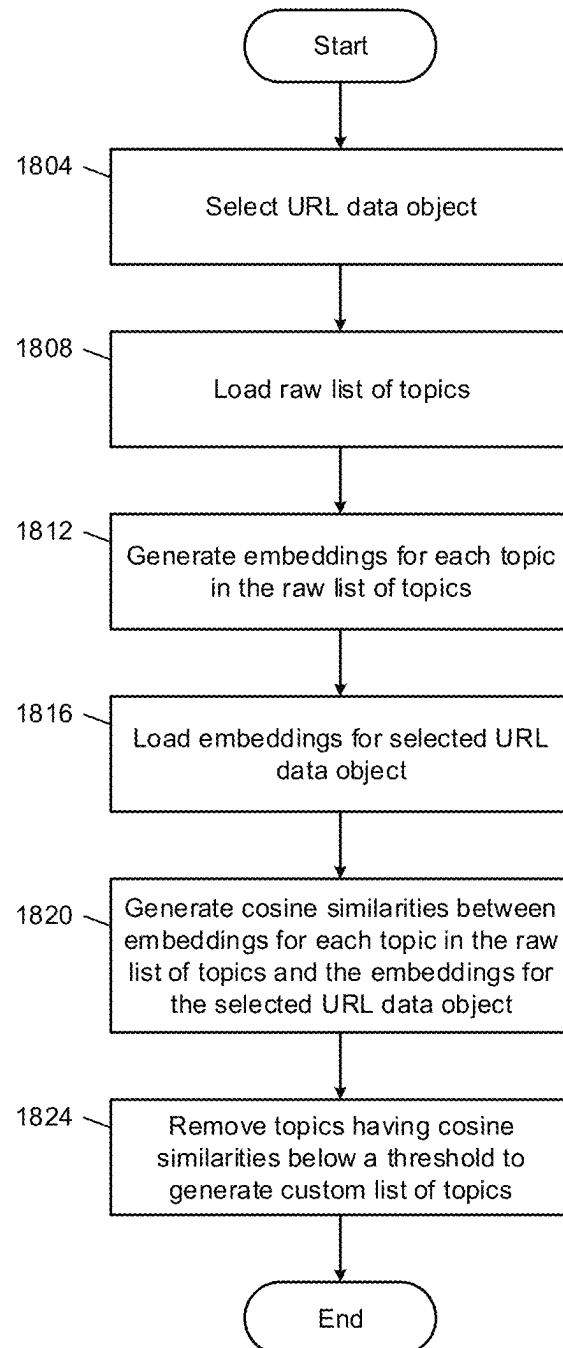 Start
1804
Select URL data object
1808
Load raw list of topics
1812
Generate embeddings for each topic
in the raw list of topics
1816
Load embeddings for selected URL
data object
1820
Generate cosine similarities between
embeddings for each topic in the raw
list of topics and the embeddings for
the selected URL data object
1824
Remove topics having cosine
similarities below a threshold to
generate custom list of topics
End